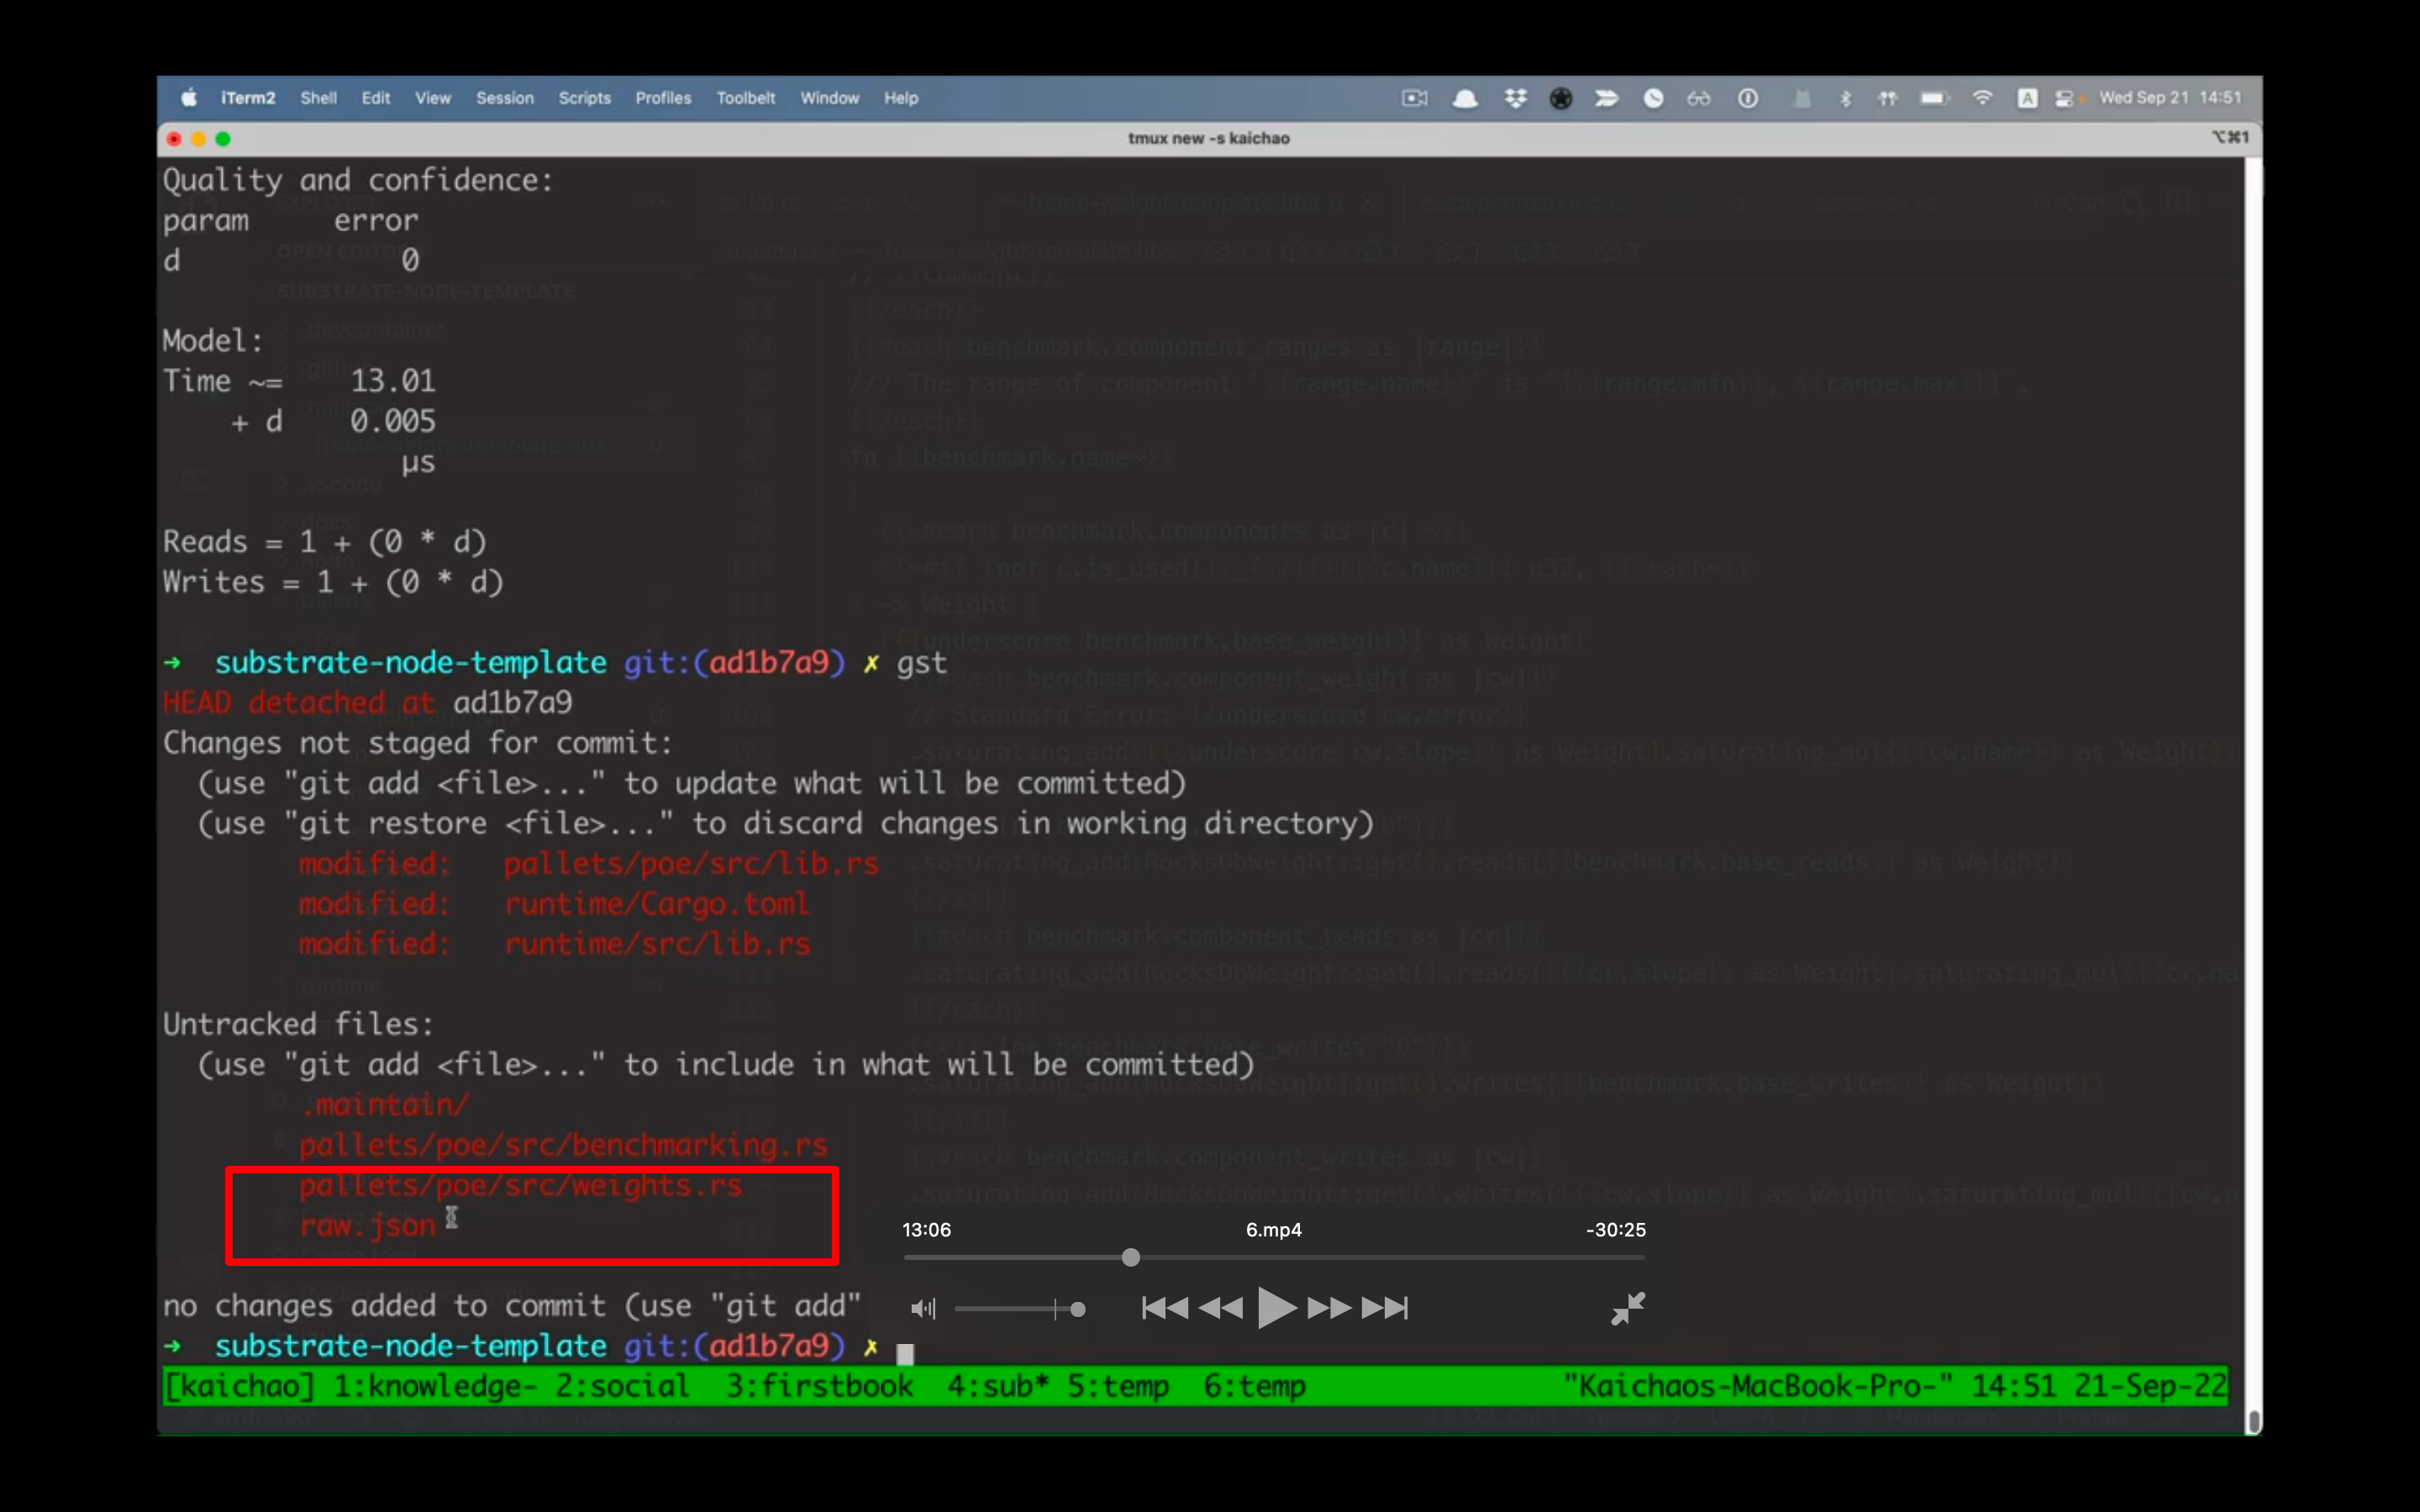 iTerm2 Shell Edit View Session Scripts Profiles Toolbelt Window Help Wed Sep 21 14:51
tmux new -s kaichao ⌥⌘1
Quality and confidence:
param error
d 0
Model:
Time ~= 13.01
+ d 0.005
µs
Reads = 1 + (0 * d)
Writes = 1 + (0 * d)
→ substrate-node-template git:(ad1b7a9) ✗ gst
HEAD detached at ad1b7a9
Changes not staged for commit:
(use "git add <file>..." to update what will be committed)
(use "git restore <file>..." to discard changes in working directory)
modified: pallets/poe/src/lib.rs
modified: runtime/Cargo.toml
modified: runtime/src/lib.rs
Untracked files:
(use "git add <file>..." to include in what will be committed)
.maintain/
pallets/poe/src/benchmarking.rs
pallets/poe/src/weights.rs
raw.json
13:06 6.mp4 -30:25
no changes added to commit (use "git add"
→ substrate-node-template git:(ad1b7a9) ✗
[kaichao] 1:knowledge- 2:social 3:firstbook 4:sub* 5:temp 6:temp "Kaichaos-MacBook-Pro-" 14:51 21-Sep-22